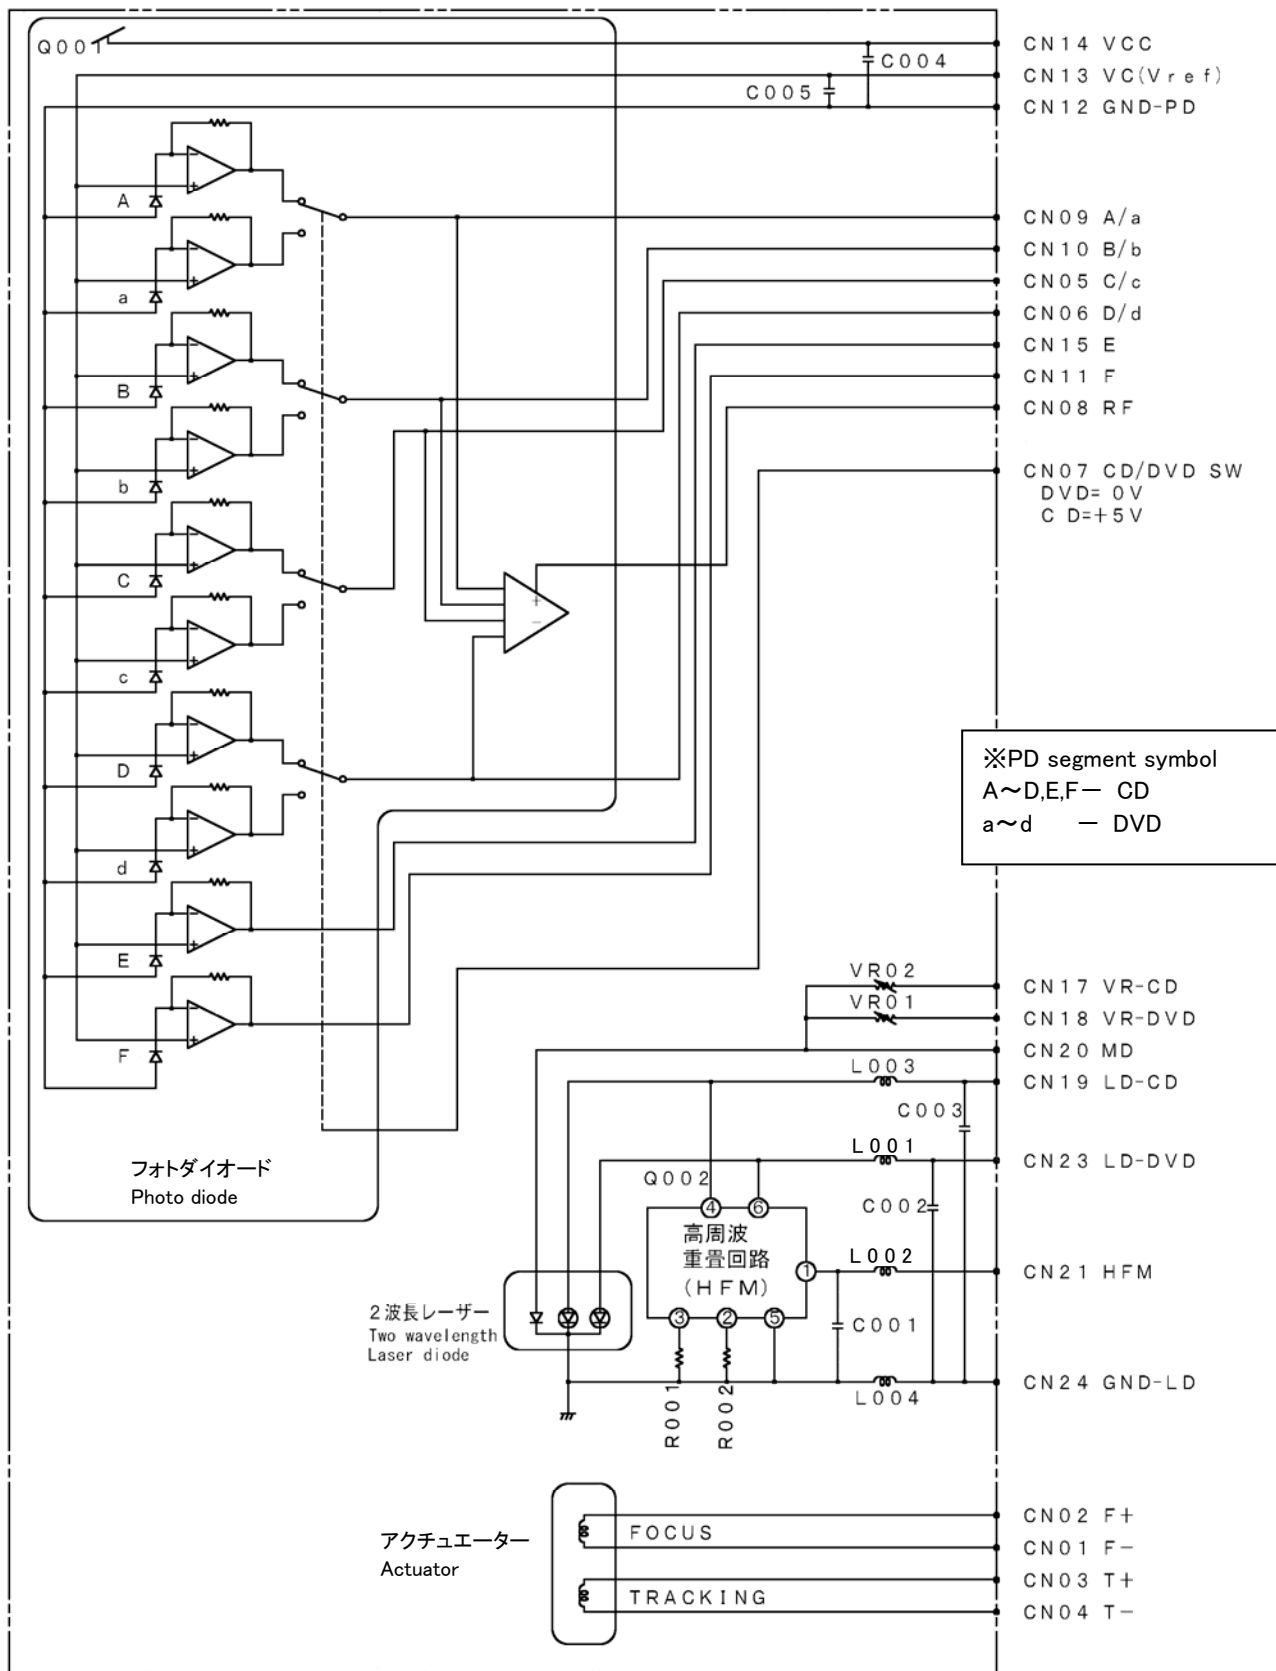 Q001
C004
C005
CN14 VCC
CN13 VC(Vref)
CN12 GND-PD
A
a
B
b
C
c
D
d
E
F
+
−
CN09 A/a
CN10 B/b
CN05 C/c
CN06 D/d
CN15 E
CN11 F
CN08 RF
CN07 CD/DVD SW
DVD= 0V
CD=+5V
※PD segment symbol
A~D,E,F— CD
a~d — DVD
フォトダイオード
Photo diode
VR02
VR01
L003
C003
L001
Q002
C002
L002
C001
L004
R001
R002
CN17 VR-CD
CN18 VR-DVD
CN20 MD
CN19 LD-CD
CN23 LD-DVD
CN21 HFM
CN24 GND-LD
④ ⑥
高周波
重畳回路
(HFM)
①
③ ② ⑤
2波長レーザー
Two wavelength
Laser diode
アクチュエーター
Actuator
FOCUS
TRACKING
CN02 F+
CN01 F−
CN03 T+
CN04 T−